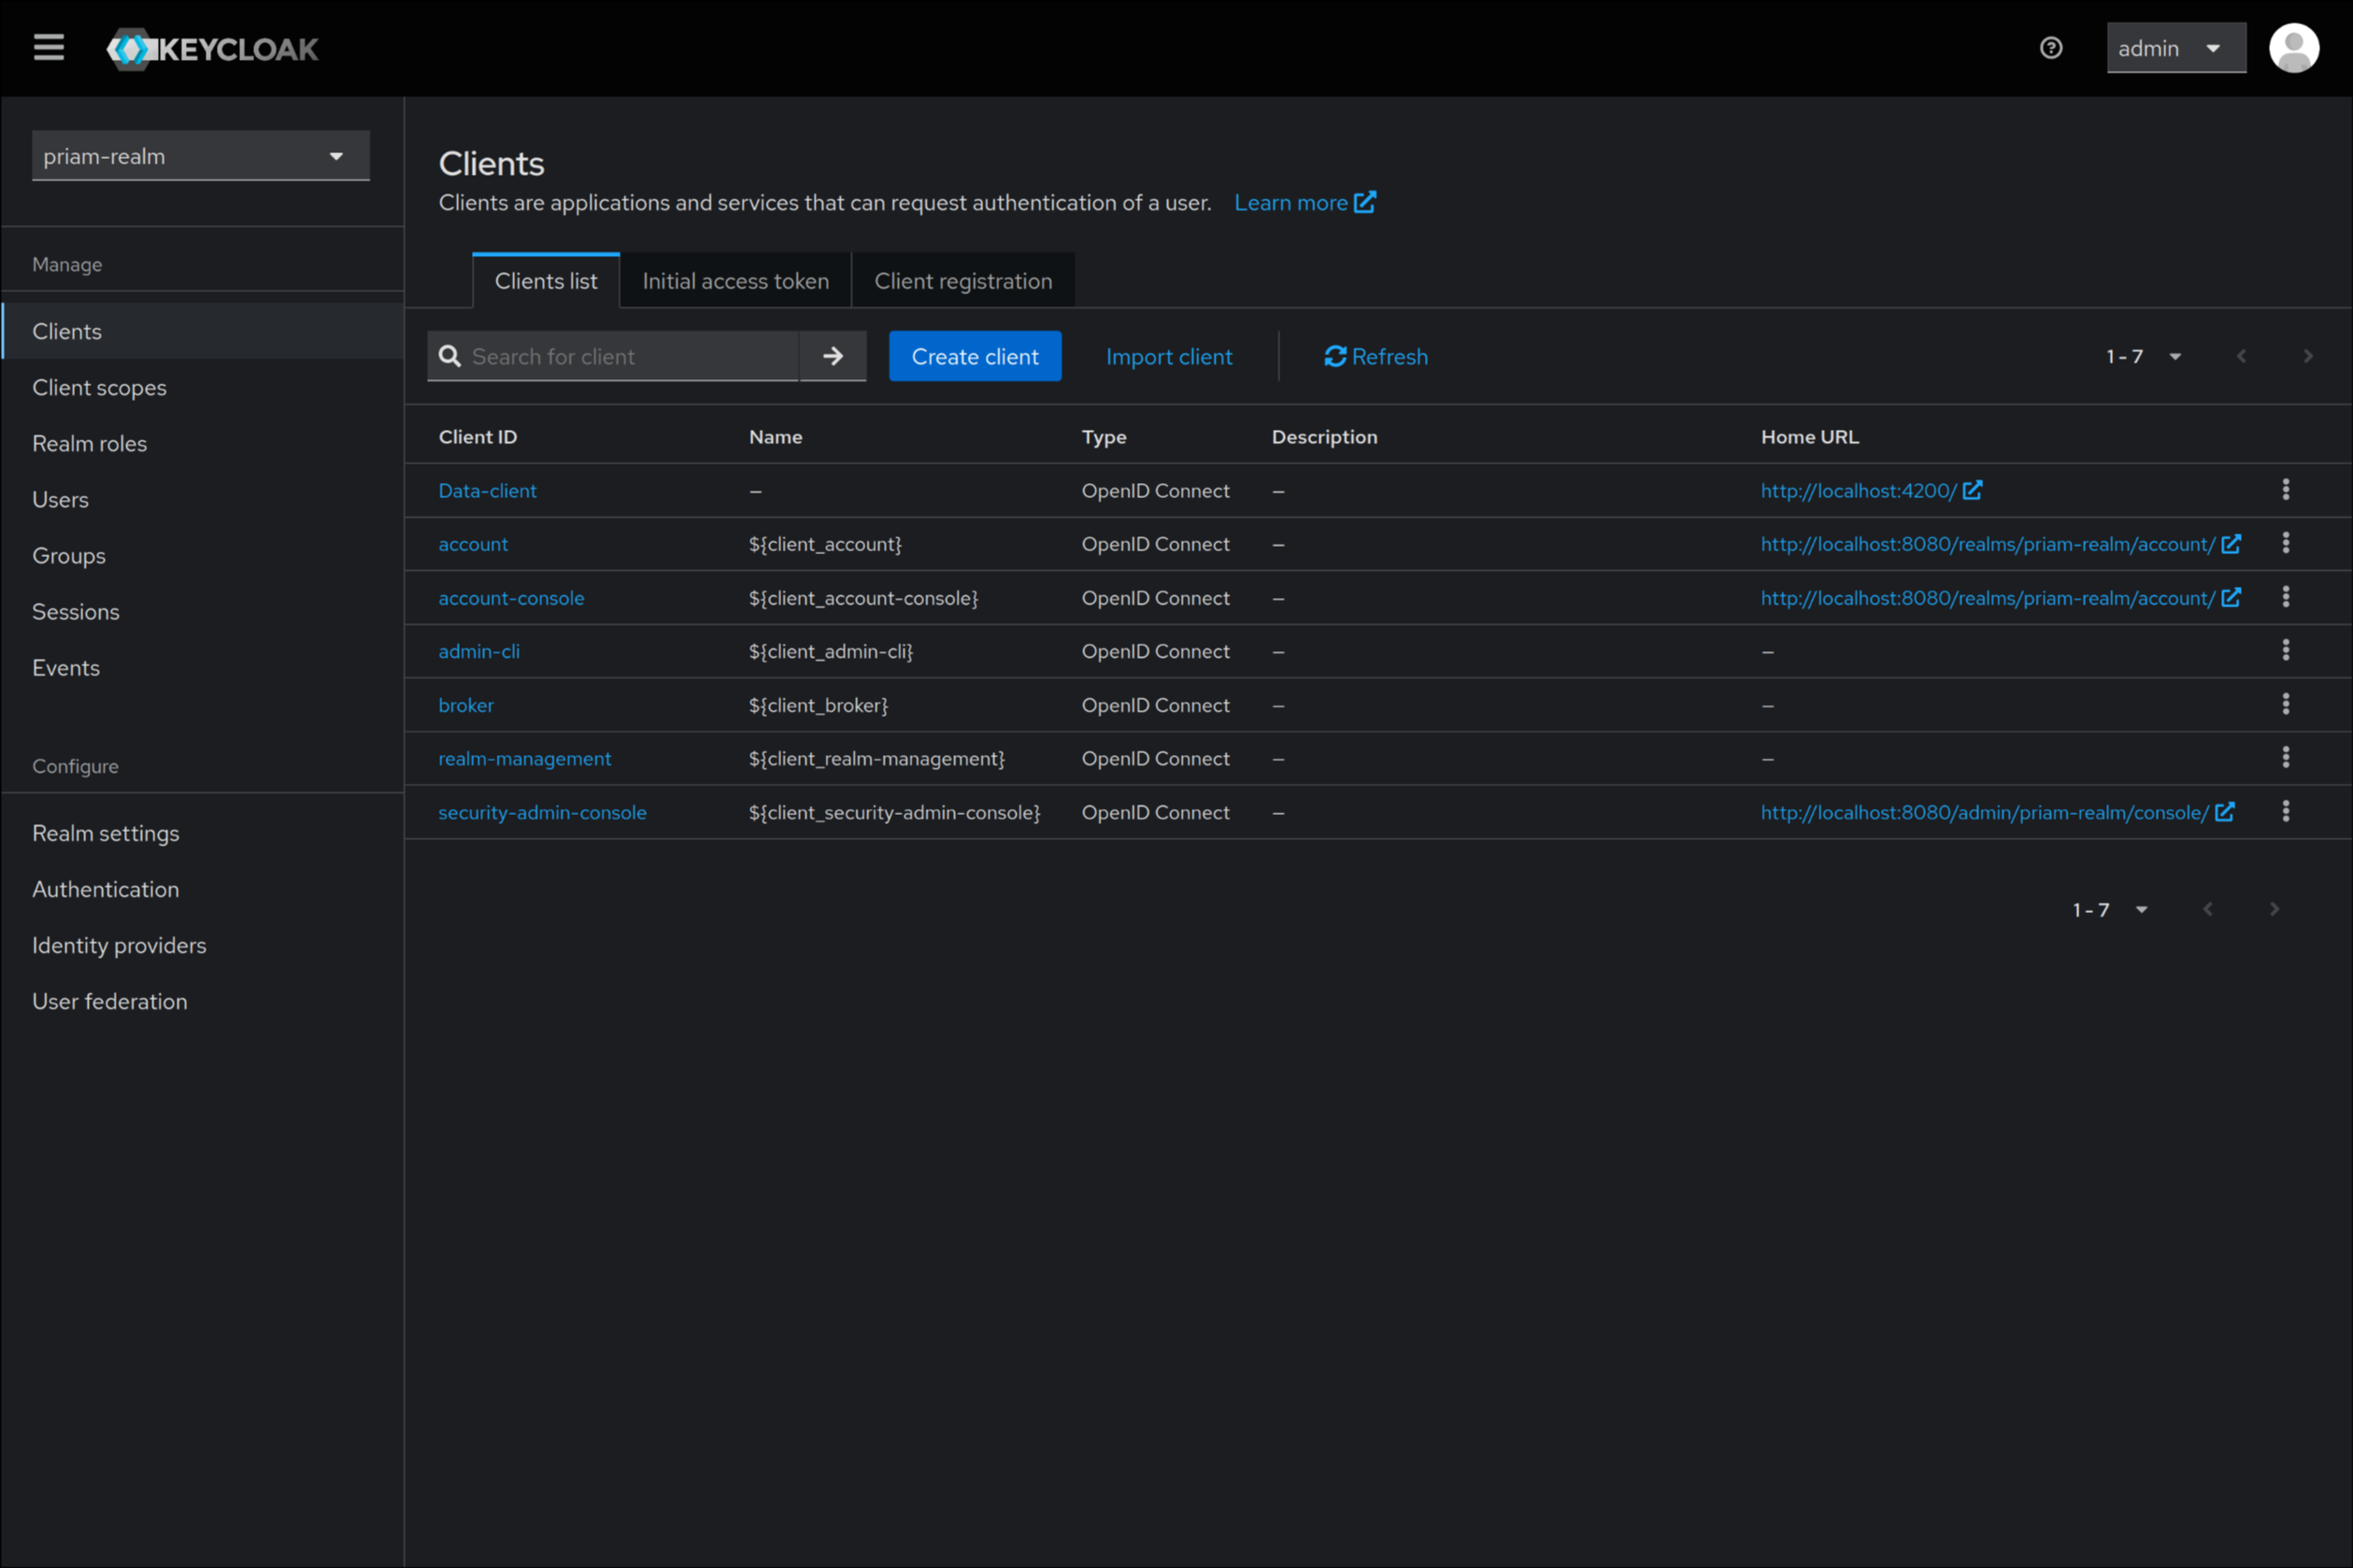 KEYCLOAK
admin
priam-realm
Manage
Clients
Client scopes
Realm roles
Users
Groups
Sessions
Events
Configure
Realm settings
Authentication
Identity providers
User federation
Clients
Clients are applications and services that can request authentication of a user. Learn more
Clients list Initial access token Client registration
Search for client Create client Import client Refresh 1 - 7
Client ID Name Type Description Home URL
Data-client – OpenID Connect – http://localhost:4200/
account ${client_account} OpenID Connect – http://localhost:8080/realms/priam-realm/account/
account-console ${client_account-console} OpenID Connect – http://localhost:8080/realms/priam-realm/account/
admin-cli ${client_admin-cli} OpenID Connect – –
broker ${client_broker} OpenID Connect – –
realm-management ${client_realm-management} OpenID Connect – –
security-admin-console ${client_security-admin-console} OpenID Connect – http://localhost:8080/admin/priam-realm/console/
1 - 7